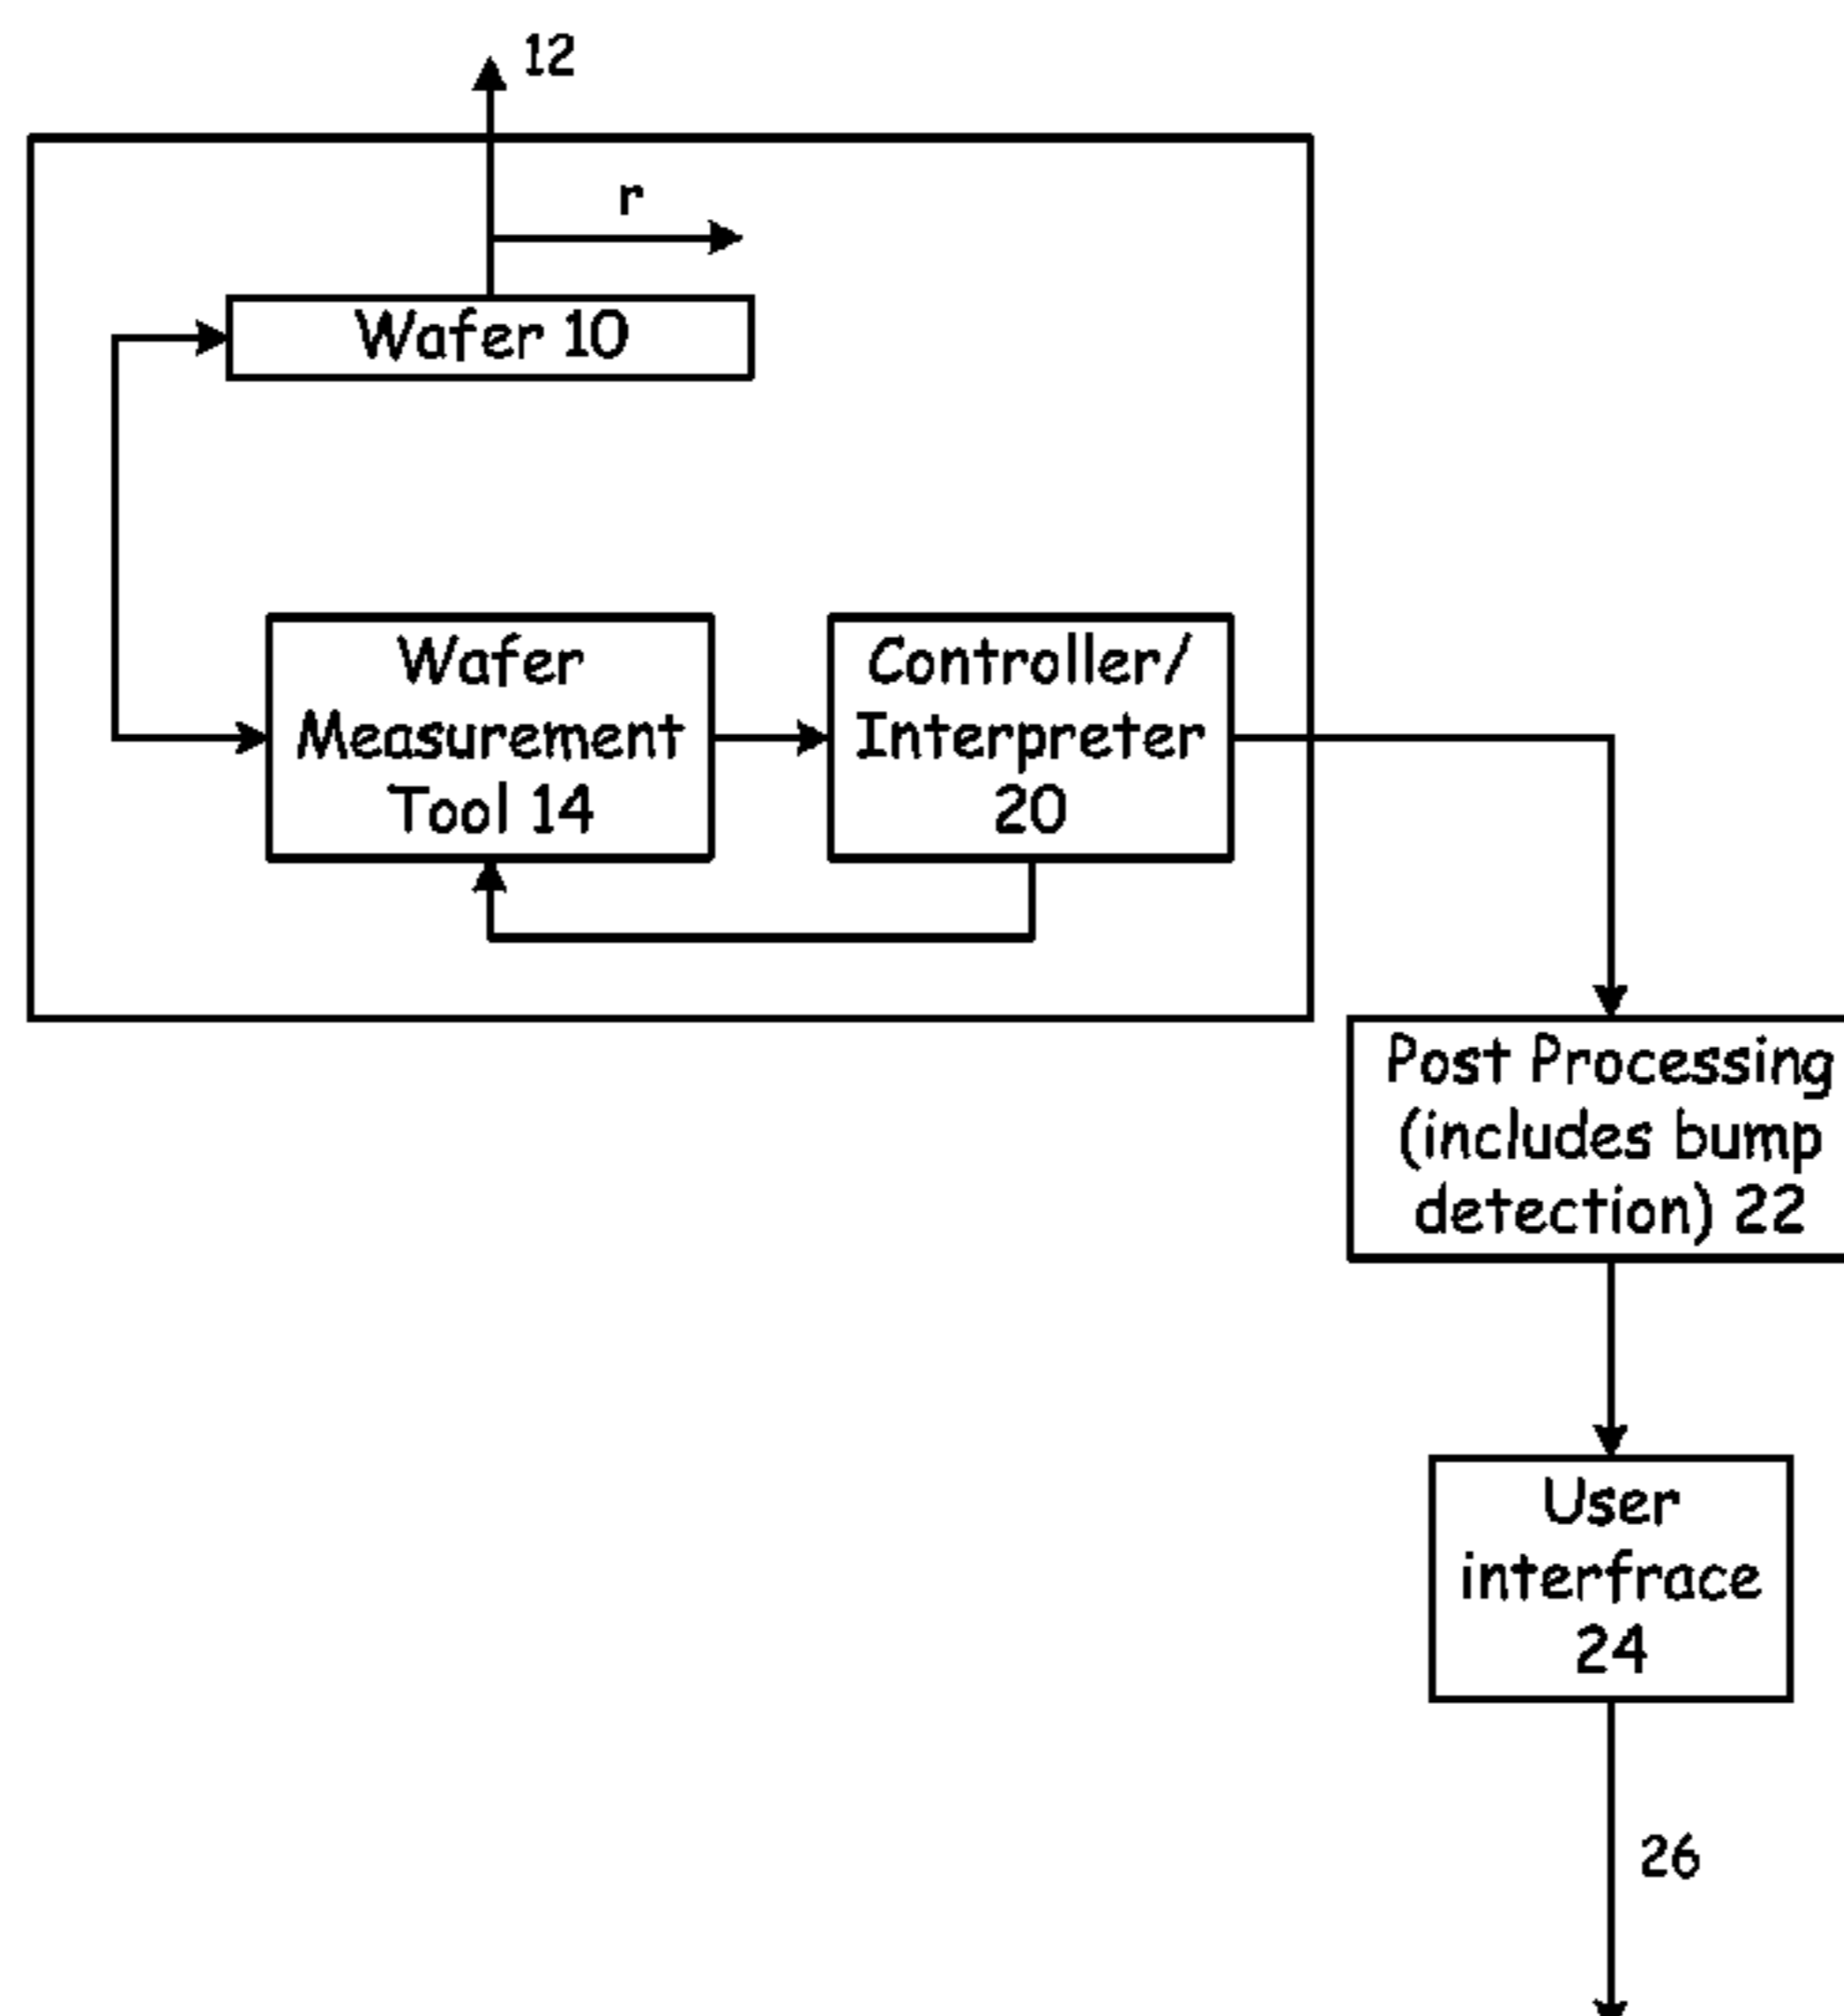 12
r
Wafer 10
Wafer
Measurement
Tool 14
Controller/
Interpreter
20
Post Processing
(includes bump
detection) 22
User
interfrace
24
26